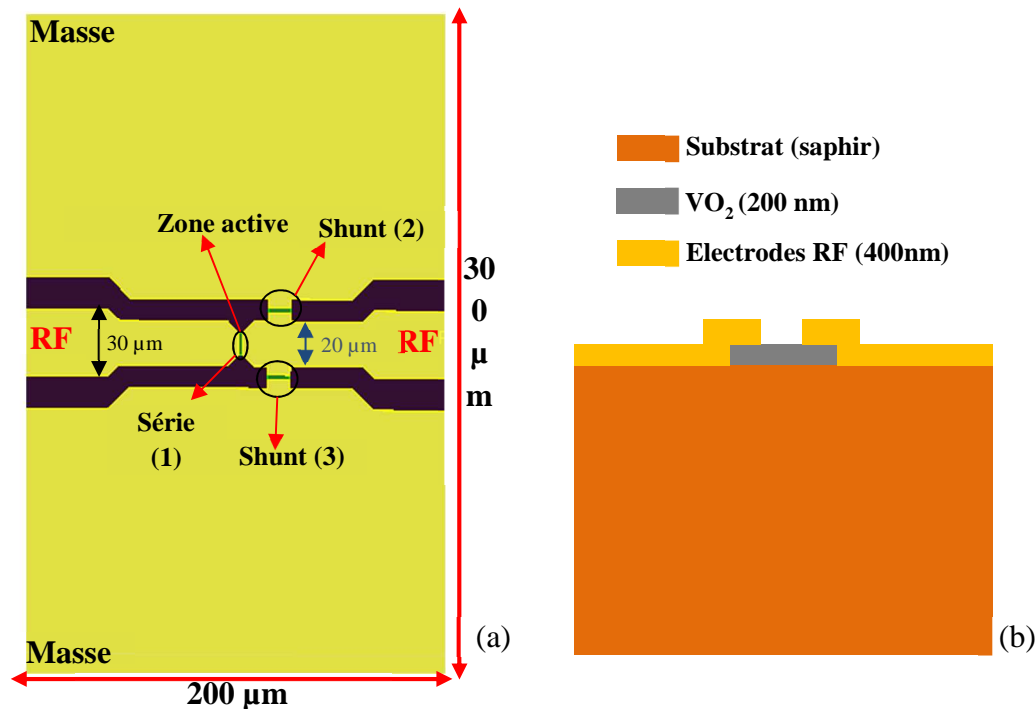 Masse
Zone active
Shunt (2)
30
0
µ
m
RF
30 µm
20 µm
RF
Série
(1)
Shunt (3)
Masse
200 µm
(a)
Substrat (saphir)
VO₂ (200 nm)
Electrodes RF (400nm)
(b)